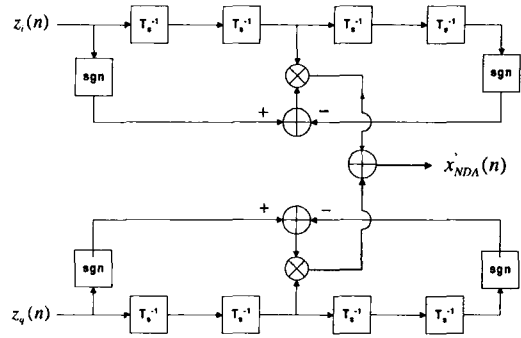 z_i(n) T_s^-1 T_s^-1 T_s^-1 T_s^-1
sgn sgn
+ −
x'_NDA(n)
+ −
sgn sgn
z_q(n) T_s^-1 T_s^-1 T_s^-1 T_s^-1